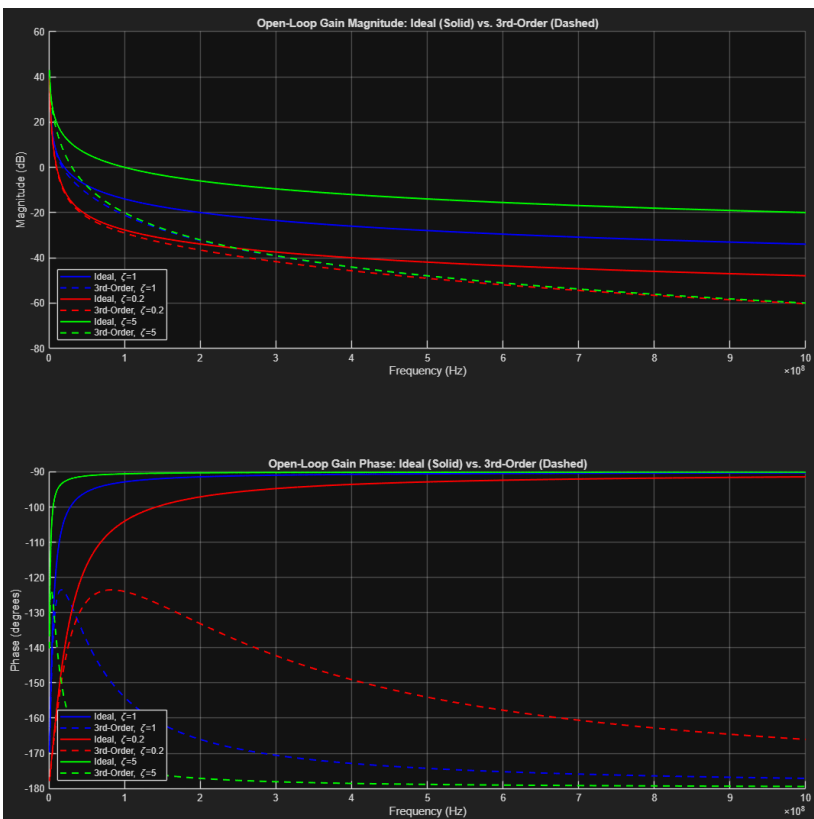 Open-Loop Gain Magnitude: Ideal (Solid) vs. 3rd-Order (Dashed)
60
40
20
0
-20
-40
-60
-80
Magnitude (dB)
Ideal, ζ=1
3rd-Order, ζ=1
Ideal, ζ=0.2
3rd-Order, ζ=0.2
Ideal, ζ=5
3rd-Order, ζ=5
0 1 2 3 4 5 6 7 8 9 10
Frequency (Hz)
×10⁸
Open-Loop Gain Phase: Ideal (Solid) vs. 3rd-Order (Dashed)
-90
-100
-110
-120
-130
-140
-150
-160
-170
-180
Phase (degrees)
Ideal, ζ=1
3rd-Order, ζ=1
Ideal, ζ=0.2
3rd-Order, ζ=0.2
Ideal, ζ=5
3rd-Order, ζ=5
0 1 2 3 4 5 6 7 8 9 10
Frequency (Hz)
×10⁸